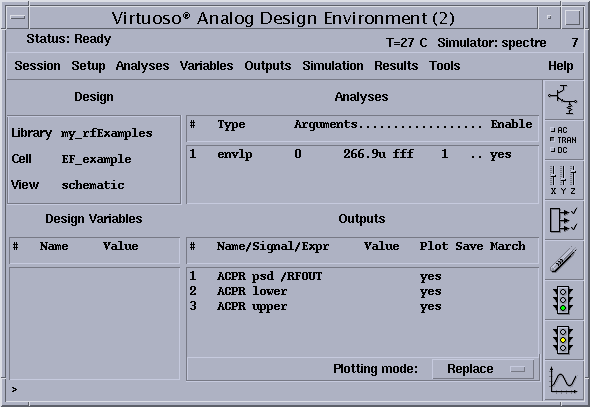 Virtuoso® Analog Design Environment (2)
Status: Ready
T=27 C Simulator: spectre 7
Session Setup Analyses Variables Outputs Simulation Results Tools Help
Design
Library my_rfExamples
Cell EF_example
View schematic
Analyses
# Type Arguments.................. Enable
1 envlp 0 266.9u fff 1 .. yes
Design Variables
# Name Value
Outputs
# Name/Signal/Expr Value Plot Save March
1 ACPR psd /RFOUT yes
2 ACPR lower yes
3 ACPR upper yes
Plotting mode: Replace
>
AC
TRAN
DC
X Y Z